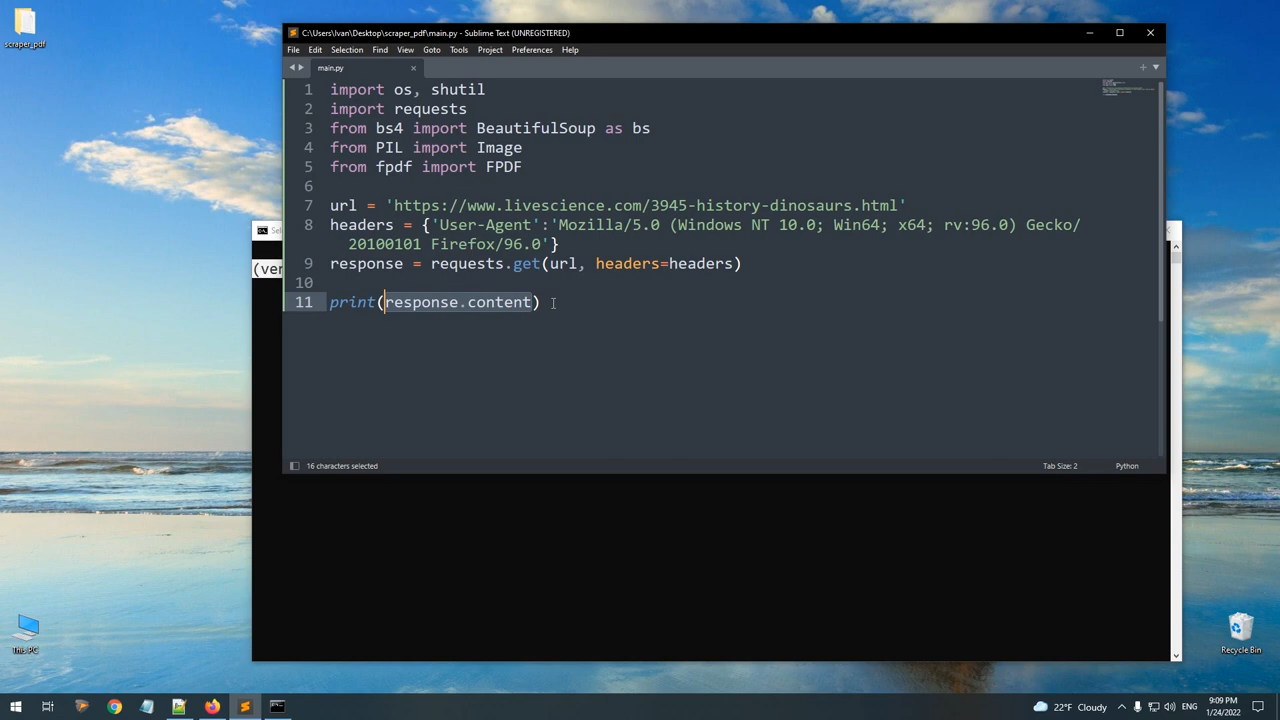 scraper_pdf
C:\Users\Ivan\Desktop\scraper_pdf\main.py - Sublime Text (UNREGISTERED)
File Edit Selection Find View Goto Tools Project Preferences Help
main.py
1 import os, shutil
2 import requests
3 from bs4 import BeautifulSoup as bs
4 from PIL import Image
5 from fpdf import FPDF
6
7 url = 'https://www.livescience.com/3945-history-dinosaurs.html'
8 headers = {'User-Agent':'Mozilla/5.0 (Windows NT 10.0; Win64; x64; rv:96.0) Gecko/
20100101 Firefox/96.0'}
9 response = requests.get(url, headers=headers)
10
11 print(response.content)
Sel
(ver
16 characters selected
Tab Size: 2
Python
This PC
Recycle Bin
22°F Cloudy
ENG
9:09 PM
1/24/2022